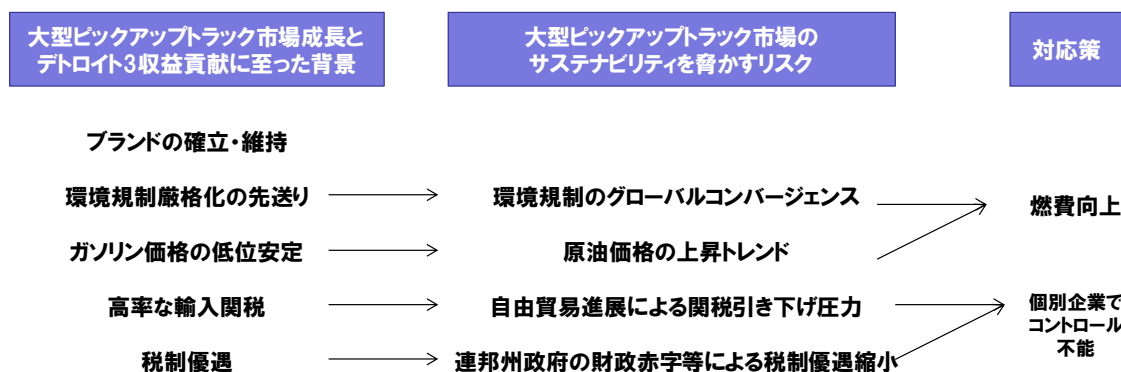 大型ピックアップトラック市場成長と
デトロイト3収益貢献に至った背景
大型ピックアップトラック市場の
サステナビリティを脅かすリスク
対応策
ブランドの確立・維持
環境規制厳格化の先送り
環境規制のグローバルコンバージェンス
燃費向上
ガソリン価格の低位安定
原油価格の上昇トレンド
高率な輸入関税
自由貿易進展による関税引き下げ圧力
個別企業で
コントロール
不能
税制優遇
連邦州政府の財政赤字等による税制優遇縮小